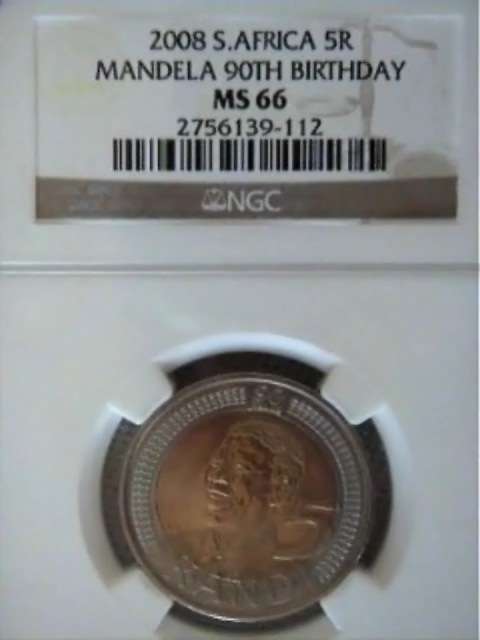 2008 S.AFRICA 5R
MANDELA 90TH BIRTHDAY
MS 66
2756139-112
NGC